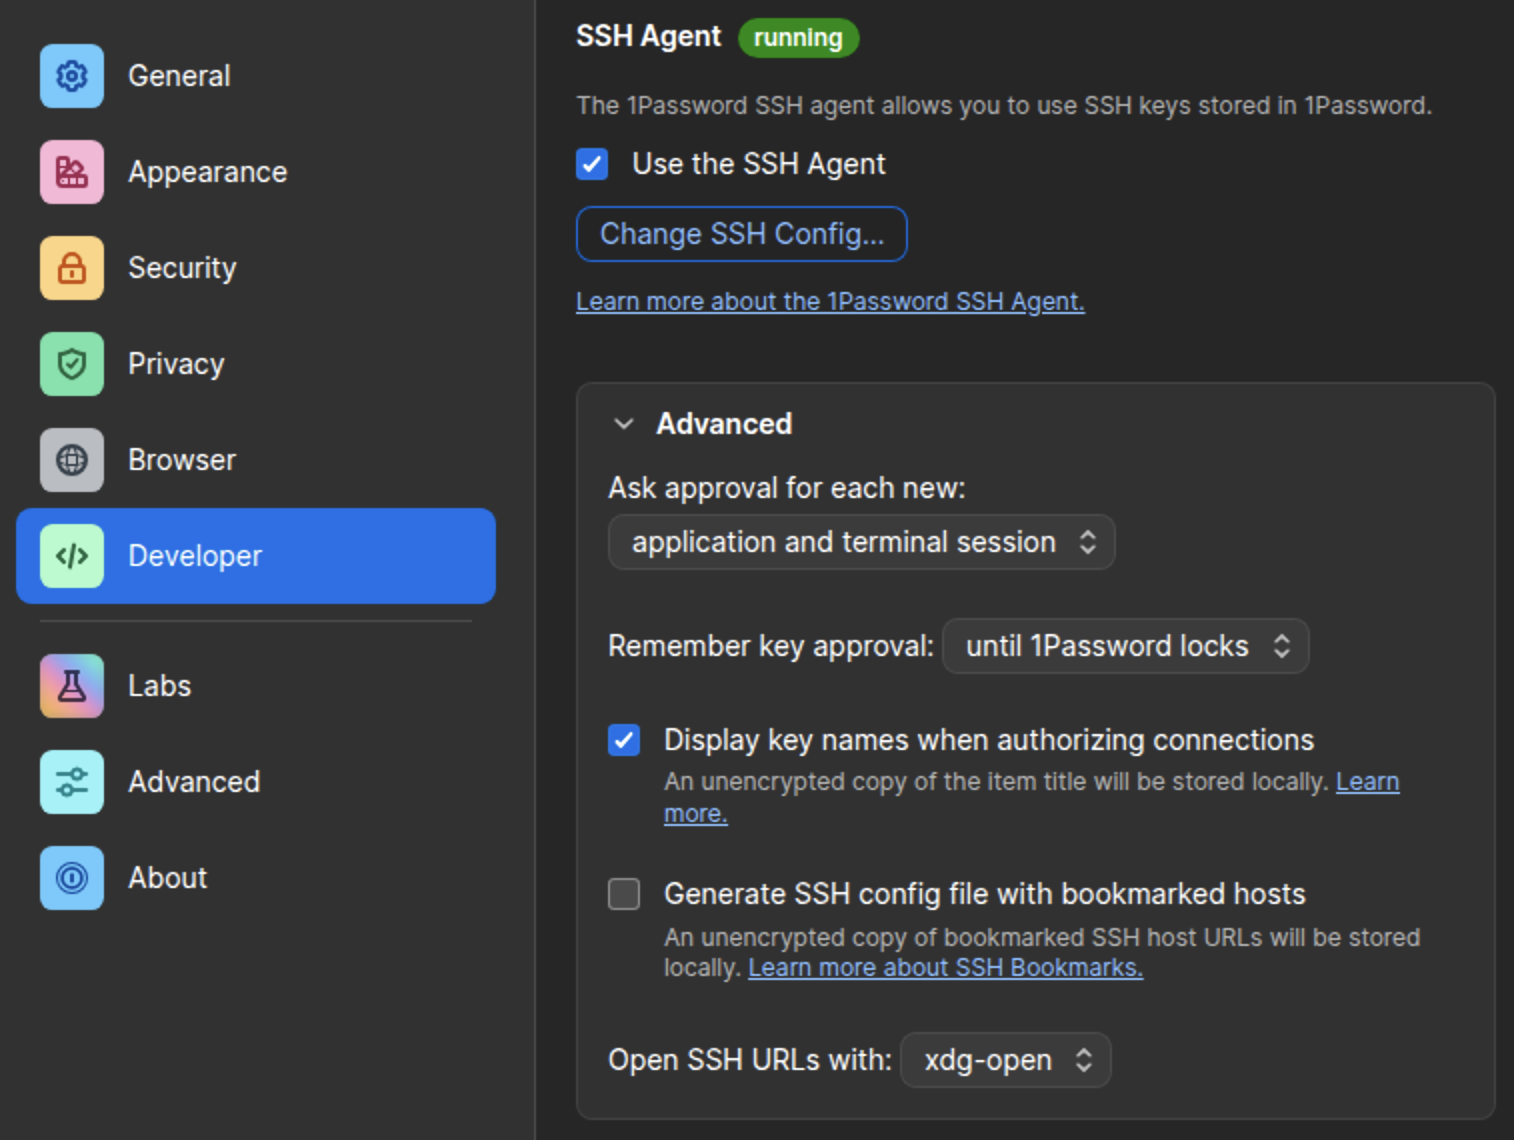 General
Appearance
Security
Privacy
Browser
Developer
Labs
Advanced
About
SSH Agent running
The 1Password SSH agent allows you to use SSH keys stored in 1Password.
Use the SSH Agent
Change SSH Config...
Learn more about the 1Password SSH Agent.
Advanced
Ask approval for each new:
application and terminal session
Remember key approval: until 1Password locks
Display key names when authorizing connections
An unencrypted copy of the item title will be stored locally. Learn
more.
Generate SSH config file with bookmarked hosts
An unencrypted copy of bookmarked SSH host URLs will be stored
locally. Learn more about SSH Bookmarks.
Open SSH URLs with: xdg-open